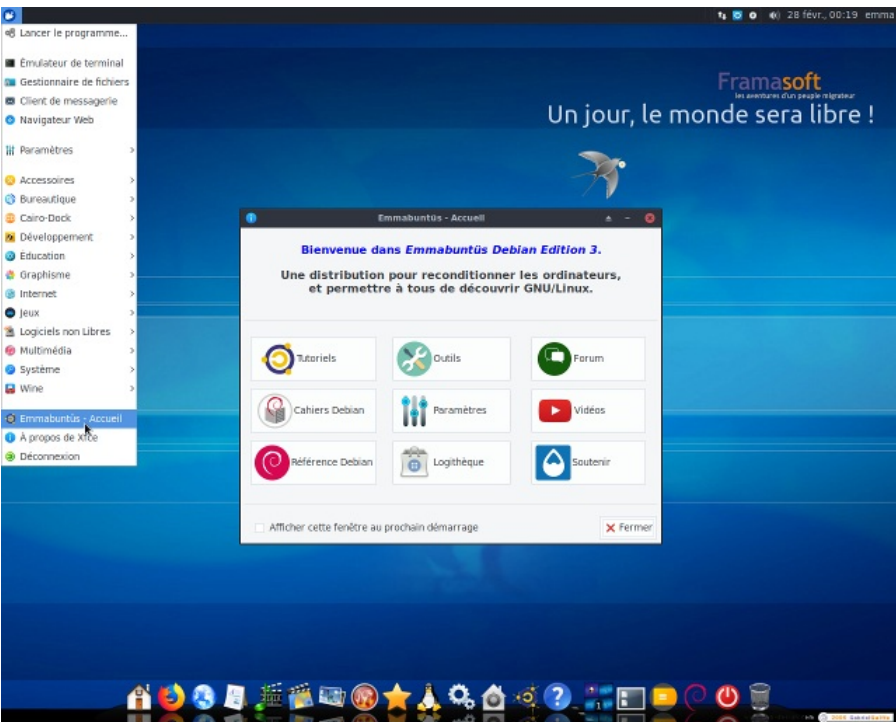 28 févr., 00:19 emma
Lancer le programme...
Émulateur de terminal
Gestionnaire de fichiers
Client de messagerie
Navigateur Web
Paramètres
Accessoires
Bureautique
Cairo-Dock
Développement
Éducation
Graphisme
Internet
Jeux
Logiciels non Libres
Multimédia
Système
Wine
Emmabuntüs - Accueil
À propos de Xfce
Déconnexion
Framasoft
les aventures d'un peuple migrateur
Un jour, le monde sera libre !
Emmabuntüs - Accueil
Bienvenue dans Emmabuntüs Debian Edition 3.
Une distribution pour reconditionner les ordinateurs,
et permettre à tous de découvrir GNU/Linux.
Tutoriels
Outils
Forum
Cahiers Debian
Paramètres
Vidéos
Référence Debian
Logithèque
Soutenir
Afficher cette fenêtre au prochain démarrage
Fermer